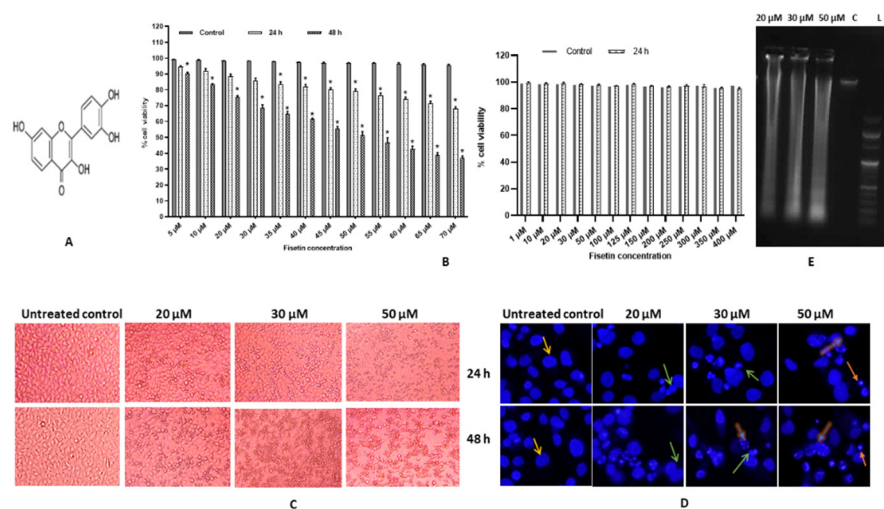 A
HO
OH
OH
OH
O
O
Control
24 h
48 h
% cell viability
100
90
80
70
60
50
40
30
20
10
0
* * * * * * * * * * * * * * * * * * * * *
5 µM 10 µM 20 µM 30 µM 35 µM 40 µM 45 µM 50 µM 55 µM 60 µM 65 µM 70 µM
Fisetin concentration
A
B
Control
24 h
% cell viability
120
100
80
60
40
20
0
1 µM 10 µM 20 µM 30 µM 50 µM 100 µM 125 µM 150 µM 200 µM 250 µM 300 µM 350 µM 400 µM
Fisetin concentration
20 µM 30 µM 50 µM C L
E
Untreated control 20 µM 30 µM 50 µM
C
Untreated control 20 µM 30 µM 50 µM
24 h
48 h
D